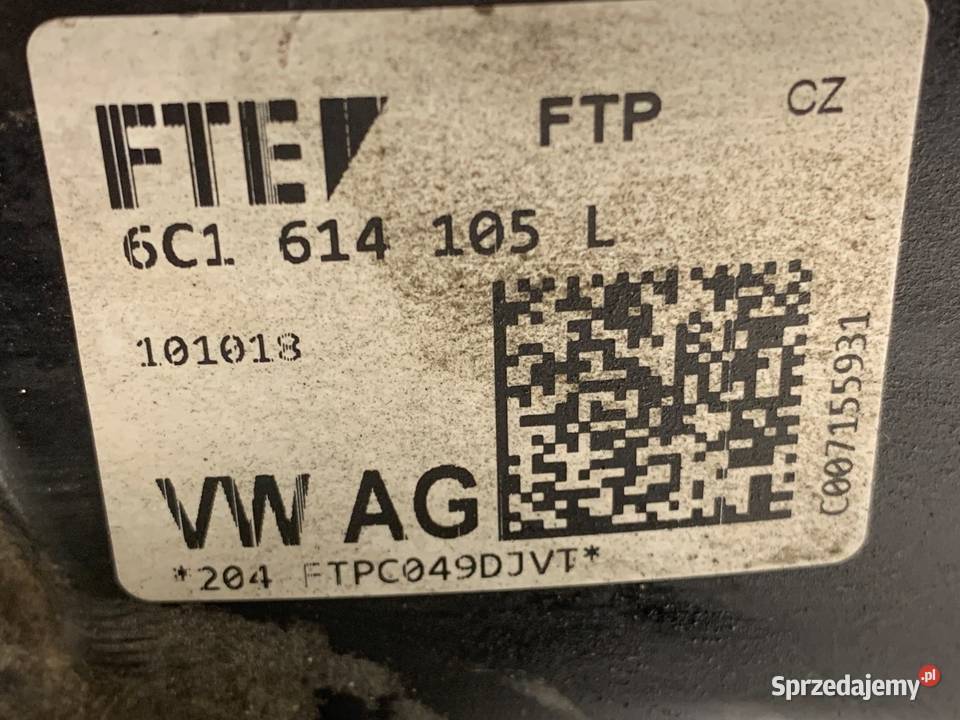 FTE FTP CZ
6C1 614 105 L
101018
C007155931
VW AG
*204 FTPC049DJVT*
Sprzedajemy.pl